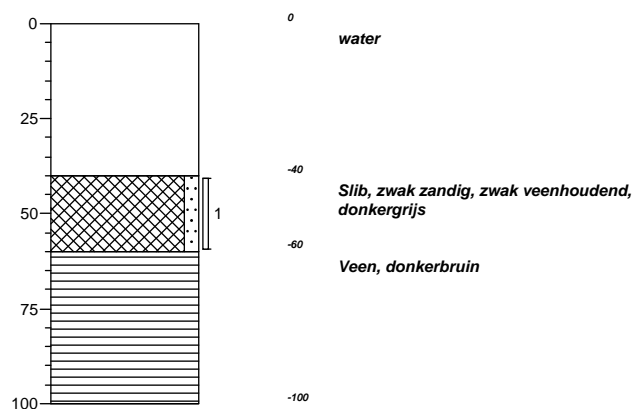 0
0
water
25
-40
Slib, zwak zandig, zwak veenhoudend,
donkergrijs
50
1
-60
Veen, donkerbruin
75
100
-100